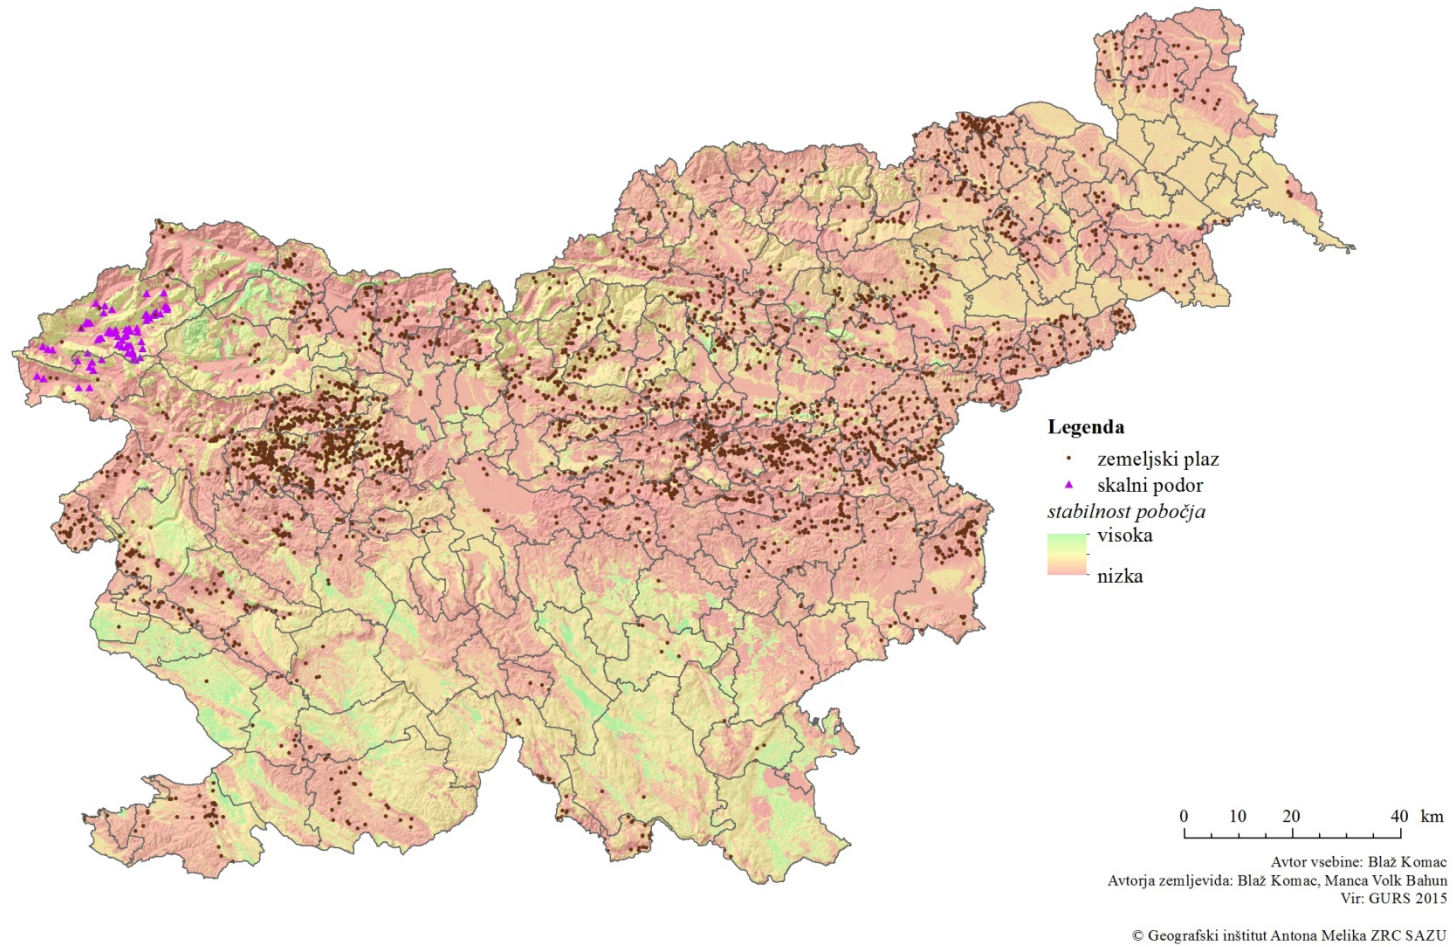 Legenda
zemeljski plaz
skalni podor
stabilnost pobočja
visoka
nizka
0 10 20 40 km
Avtor vsebine: Blaž Komac
Avtorja zemljevida: Blaž Komac, Manca Volk Bahun
Vir: GURS 2015
© Geografski inštitut Antona Melika ZRC SAZU